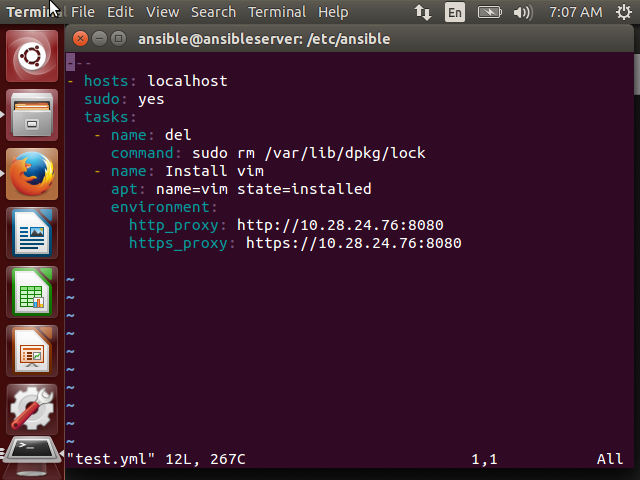 Terminal File Edit View Search Terminal Help En 7:07 AM
ansible@ansibleserver: /etc/ansible
---
- hosts: localhost
  sudo: yes
  tasks:
   - name: del
     command: sudo rm /var/lib/dpkg/lock
   - name: Install vim
     apt: name=vim state=installed
     environment:
       http_proxy: http://10.28.24.76:8080
       https_proxy: https://10.28.24.76:8080
~
~
~
~
~
~
~
~
~
~
"test.yml" 12L, 267C 1,1 All